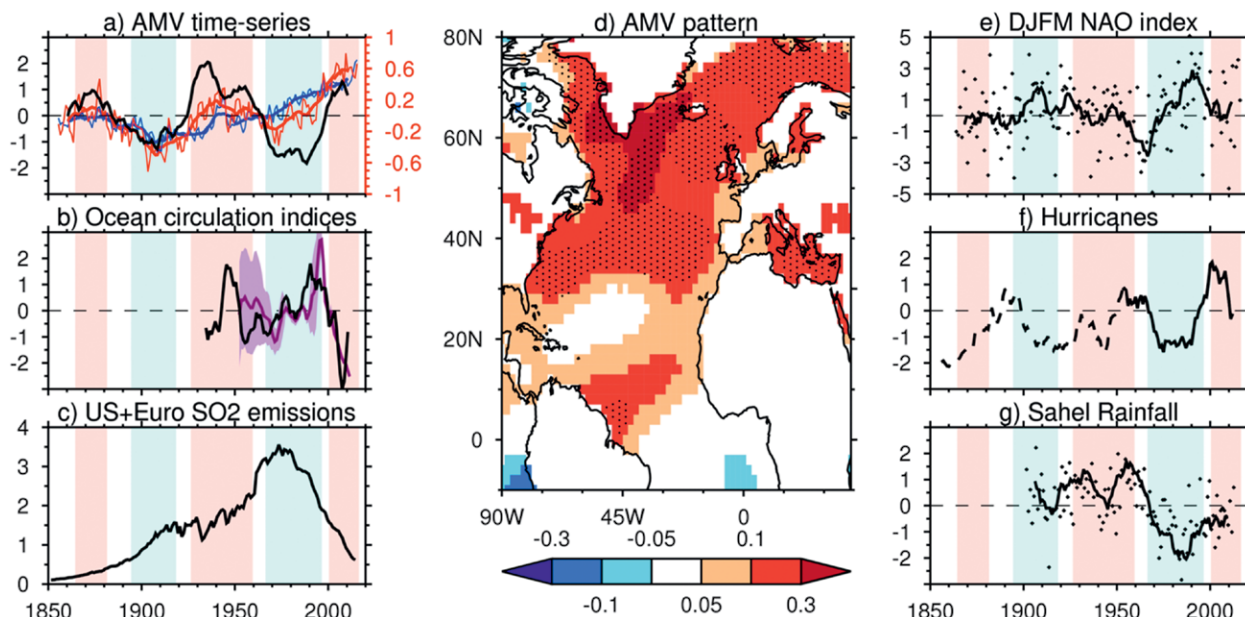 a) AMV time-series
2
1
0
-1
-2
1
0.6
0.2
-0.2
-0.6
-1
b) Ocean circulation indices
2
1
0
-1
-2
c) US+Euro SO2 emissions
4
3
2
1
0
1850 1900 1950 2000
d) AMV pattern
80N
60N
40N
20N
0
90W 45W 0
-0.3 -0.05 0.1
-0.1 0.05 0.3
e) DJFM NAO index
5
3
1
-1
-3
-5
f) Hurricanes
2
1
0
-1
-2
g) Sahel Rainfall
2
1
0
-1
-2
1850 1900 1950 2000